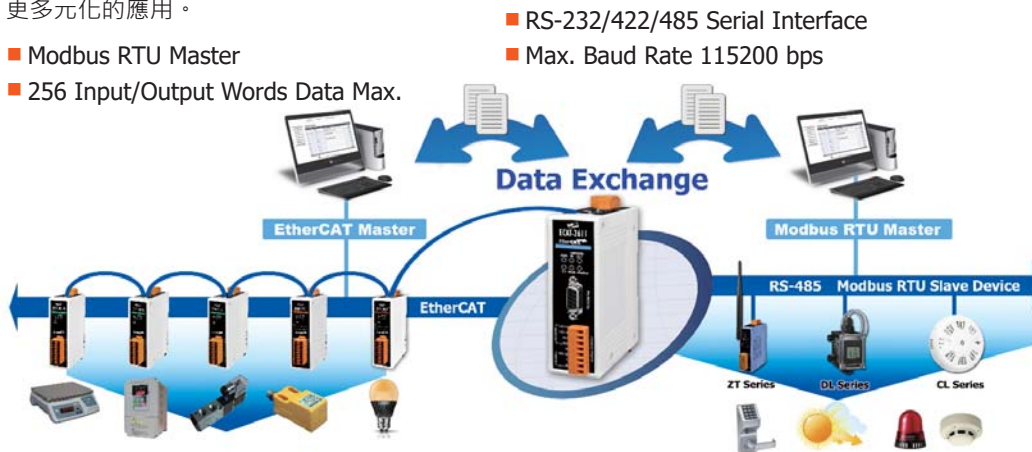 更多元化的應用。
■ Modbus RTU Master
■ 256 Input/Output Words Data Max.
■ RS-232/422/485 Serial Interface
■ Max. Baud Rate 115200 bps
Data Exchange
EtherCAT Master
Modbus RTU Master
ECAT-2611
EtherCAT
RS-485 Modbus RTU Slave Device
ZT Series
DL Series
CL Series